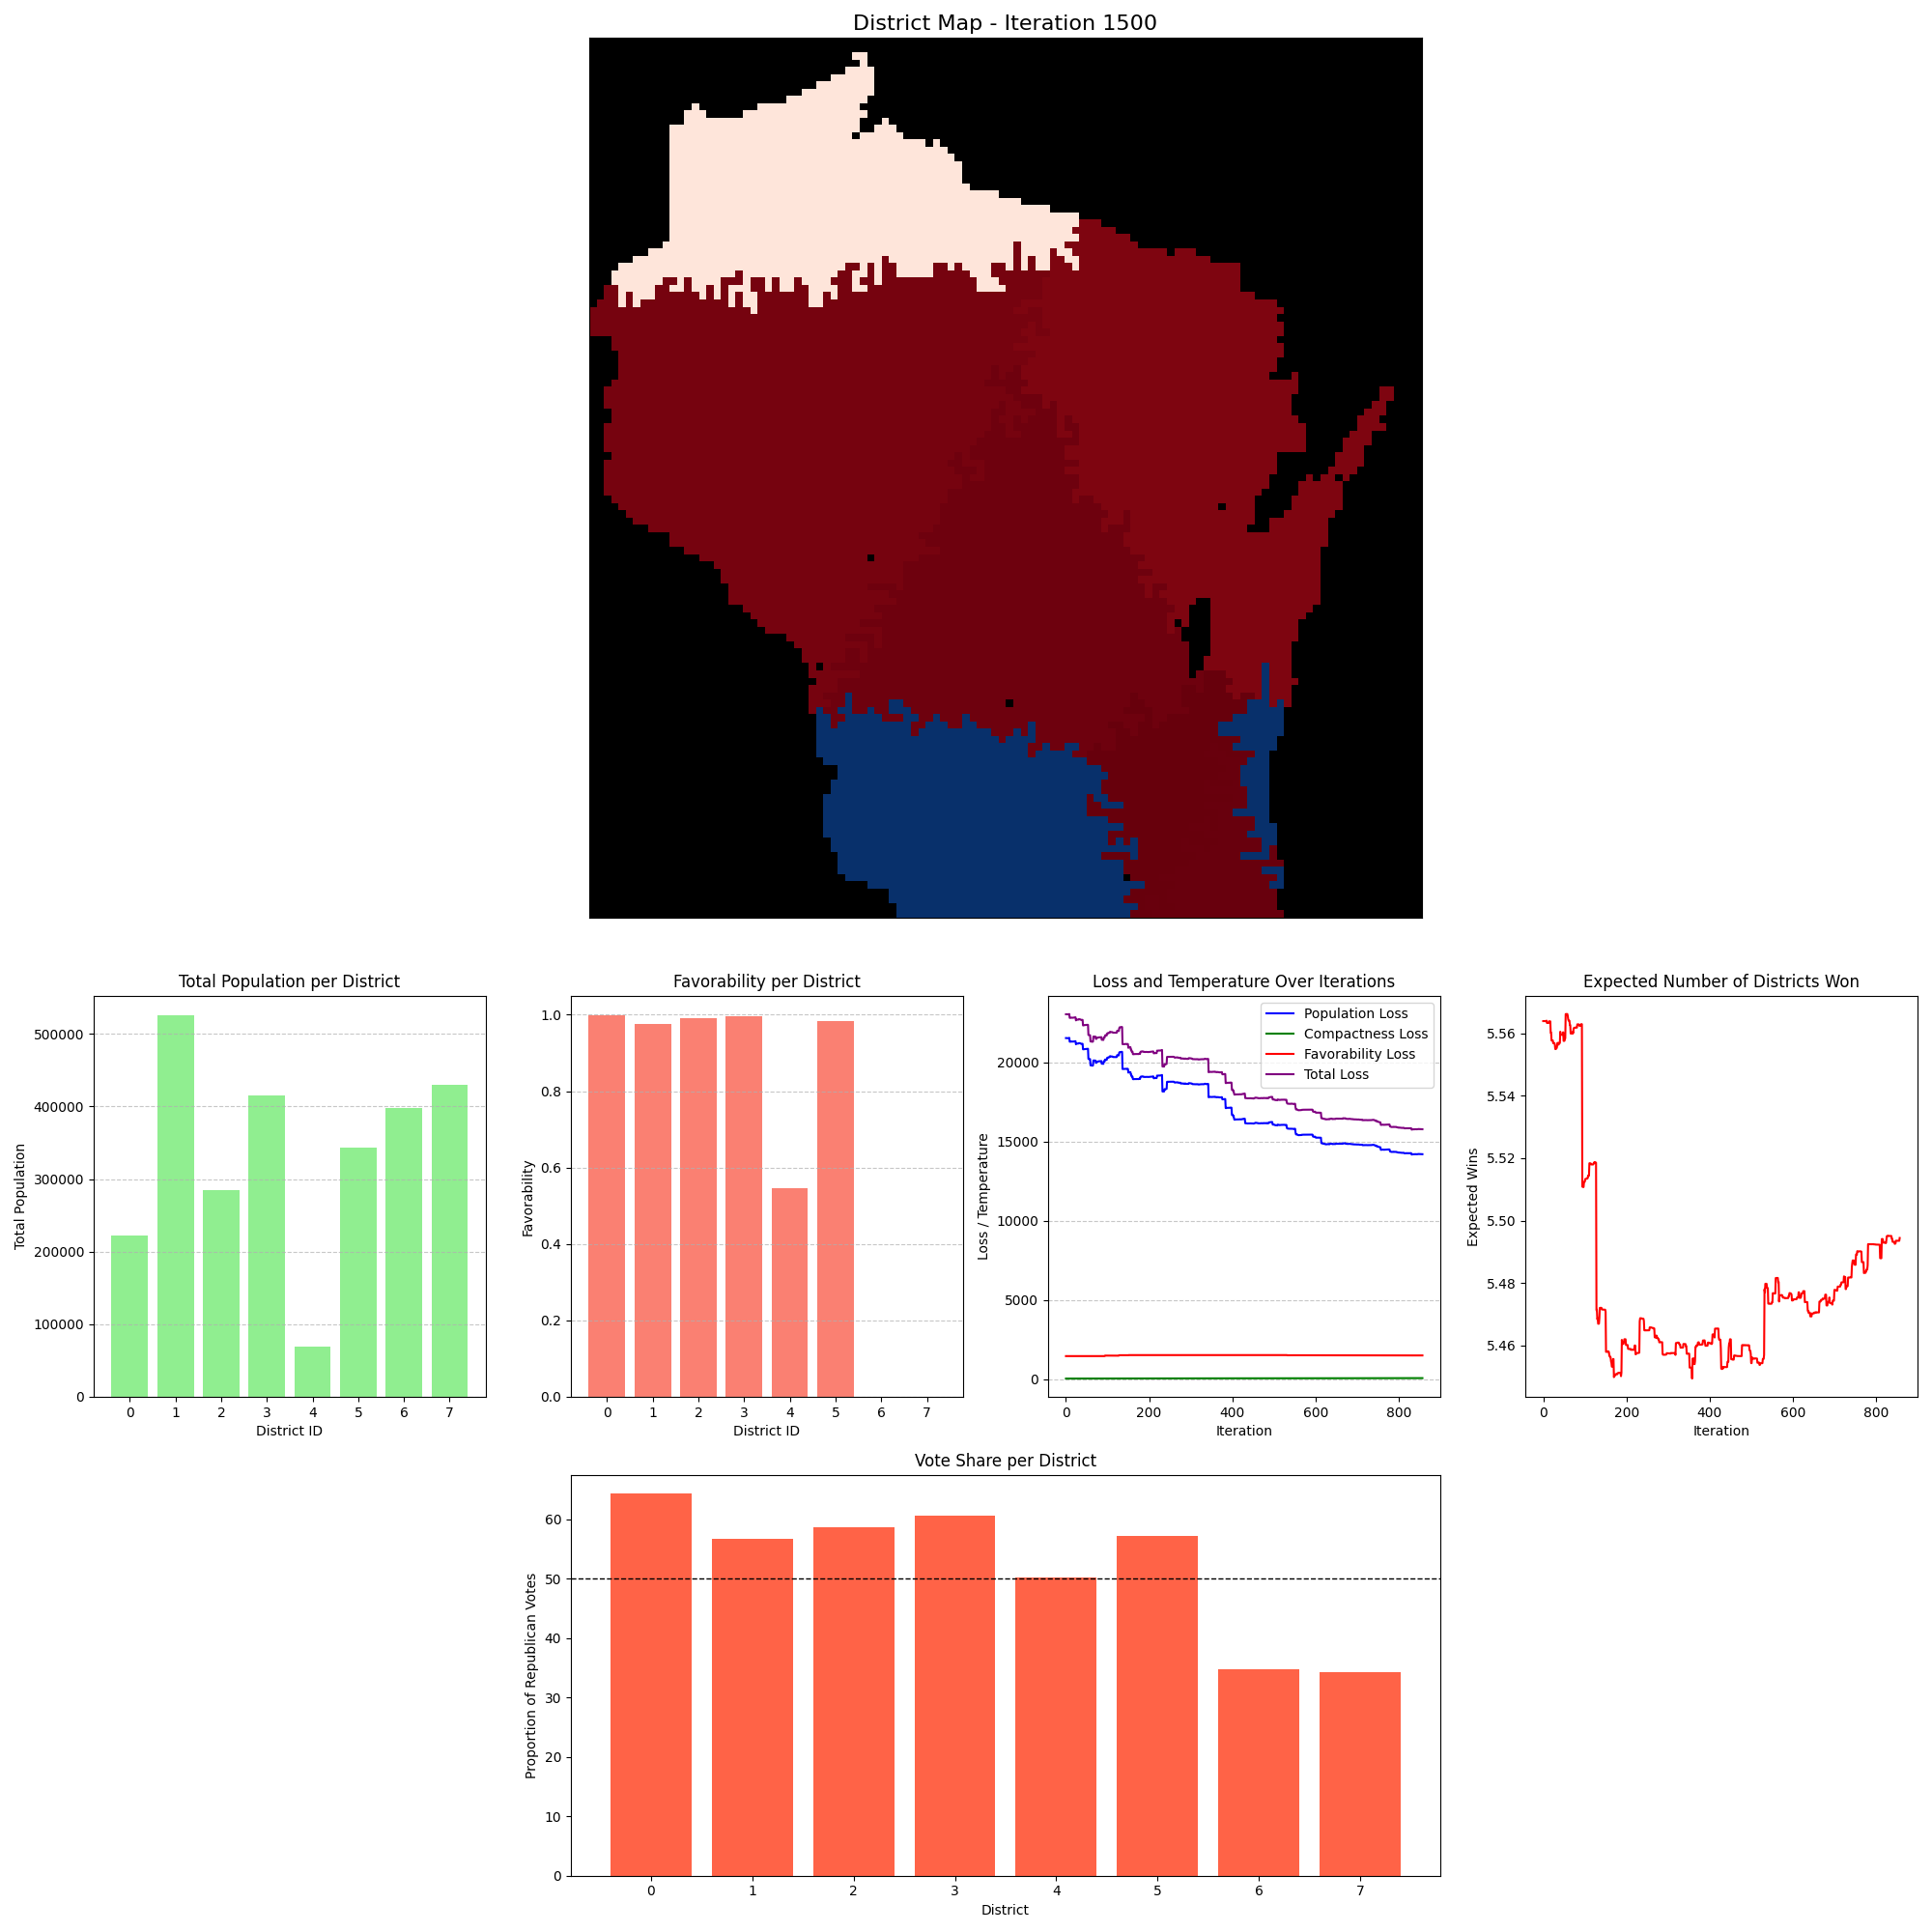 District Map - Iteration 1500
Total Population per District
Total Population
500000
400000
300000
200000
100000
0
0 1 2 3 4 5 6 7
District ID
Favorability per District
Favorability
1.0
0.8
0.6
0.4
0.2
0.0
0 1 2 3 4 5 6 7
District ID
Loss and Temperature Over Iterations
Loss / Temperature
20000
15000
10000
5000
0
Population Loss
Compactness Loss
Favorability Loss
Total Loss
0 200 400 600 800
Iteration
Expected Number of Districts Won
Expected Wins
5.56
5.54
5.52
5.50
5.48
5.46
0 200 400 600 800
Iteration
Vote Share per District
Proportion of Republican Votes
60
50
40
30
20
10
0
0 1 2 3 4 5 6 7
District